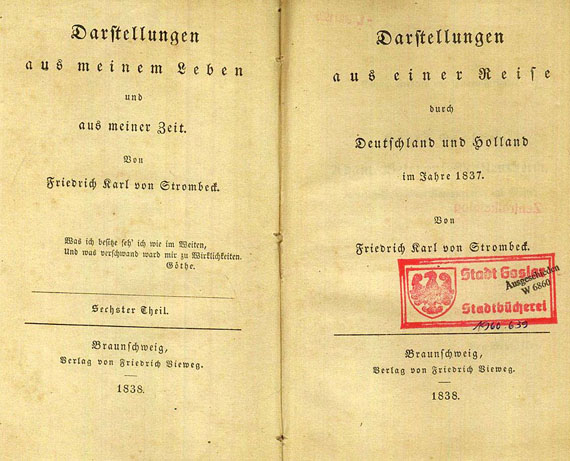 Darstellungen
aus meinem Leben
und
aus meiner Zeit.
Von
Friedrich Karl von Strombeck.
Was ich besitze seh' ich wie im Weiten,
Und was verschwand ward mir zu Wirklichkeiten.
Göthe.
Sechster Theil.
Braunschweig,
Verlag von Friedrich Vieweg.
1838.
Darstellungen
aus einer Reise
durch
Deutschland und Holland
im Jahre 1837.
Von
Friedrich Karl von Strombeck.
Stadt Goslar
Ausgeschieden
W 6860
Stadtbücherei
Braunschweig,
Verlag von Friedrich Vieweg.
1838.